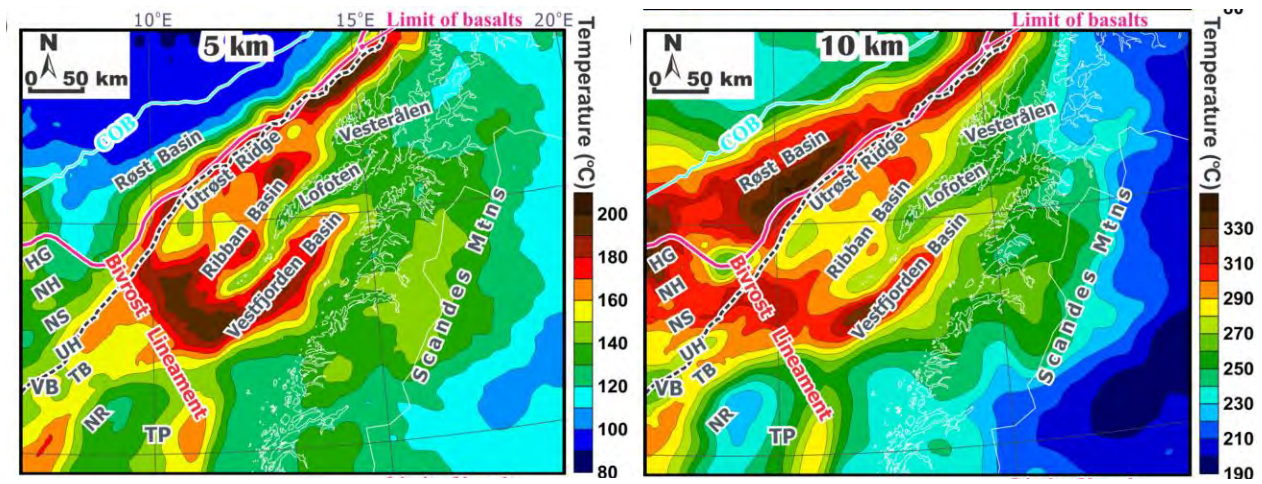 10°E
15°E
Limit of basalts
20°E
N
5 km
0 50 km
COB
Røst Basin
Utrøst Ridge
Vesterålen
Ribban Basin
Lofoten
Vestfjorden Basin
Scandes Mtns
HG
NH
NS
UH
VB
TB
NR
TP
Bivrost Lineament
Temperature (°C)
200
180
160
140
120
100
80
Limit of basalts
N
10 km
0 50 km
COB
Røst Basin
Utrøst Ridge
Vesterålen
Ribban Basin
Lofoten
Vestfjorden Basin
Scandes Mtns
HG
NH
NS
UH
VB
TB
NR
TP
Bivrost Lineament
Temperature (°C)
330
310
290
270
250
230
210
190